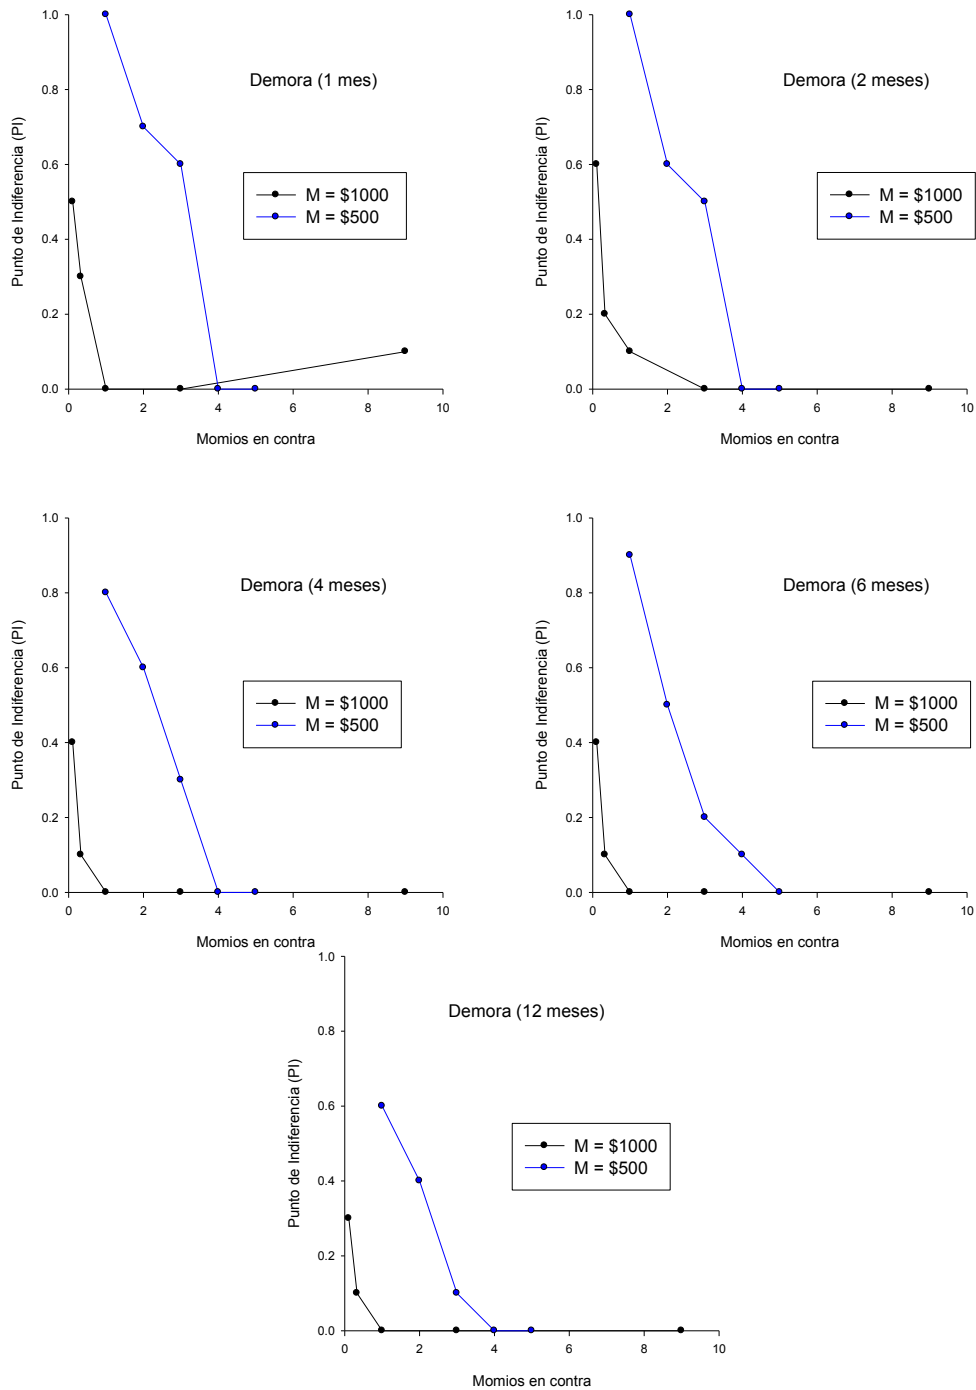 1.0
0.8
0.6
0.4
0.2
0.0
0 2 4 6 8 10
Punto de Indiferencia (PI)
Momios en contra
Demora (1 mes)
M = $1000
M = $500
1.0
0.8
0.6
0.4
0.2
0.0
0 2 4 6 8 10
Punto de Indiferencia (PI)
Momios en contra
Demora (2 meses)
M = $1000
M = $500
1.0
0.8
0.6
0.4
0.2
0.0
0 2 4 6 8 10
Punto de Indiferencia (PI)
Momios en contra
Demora (4 meses)
M = $1000
M = $500
1.0
0.8
0.6
0.4
0.2
0.0
0 2 4 6 8 10
Punto de Indiferencia (PI)
Momios en contra
Demora (6 meses)
M = $1000
M = $500
1.0
0.8
0.6
0.4
0.2
0.0
0 2 4 6 8 10
Punto de Indiferencia (PI)
Momios en contra
Demora (12 meses)
M = $1000
M = $500